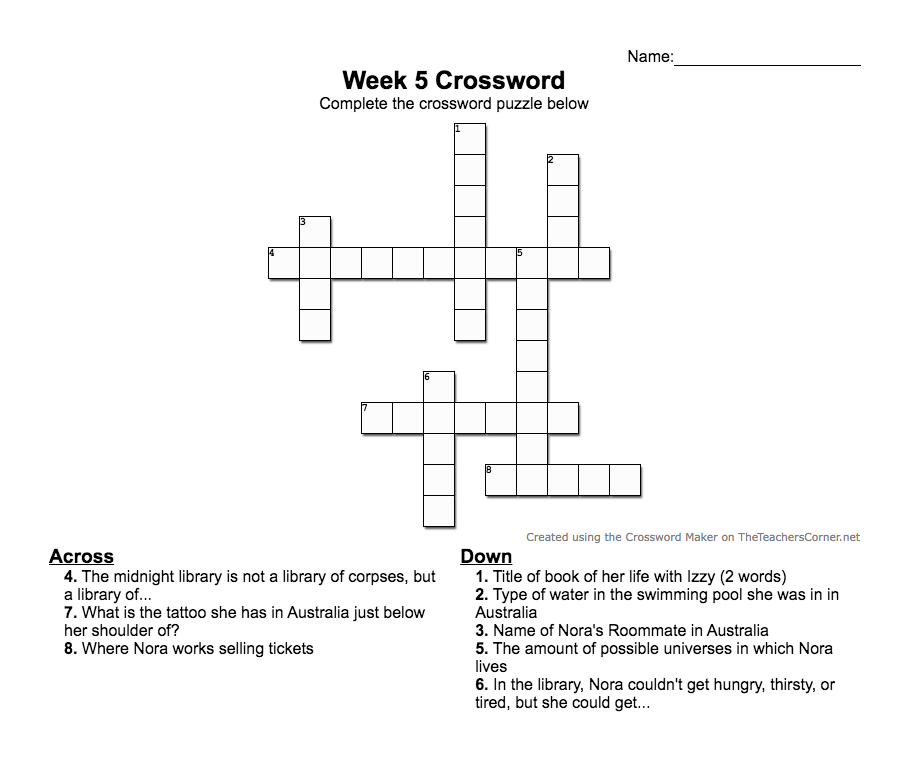 Name:
Week 5 Crossword
Complete the crossword puzzle below
1
2
3
4
5
6
7
8
Created using the Crossword Maker on TheTeachersCorner.net
Across
4. The midnight library is not a library of corpses, but
a library of...
7. What is the tattoo she has in Australia just below
her shoulder of?
8. Where Nora works selling tickets
Down
1. Title of book of her life with Izzy (2 words)
2. Type of water in the swimming pool she was in in
Australia
3. Name of Nora's Roommate in Australia
5. The amount of possible universes in which Nora
lives
6. In the library, Nora couldn't get hungry, thirsty, or
tired, but she could get...